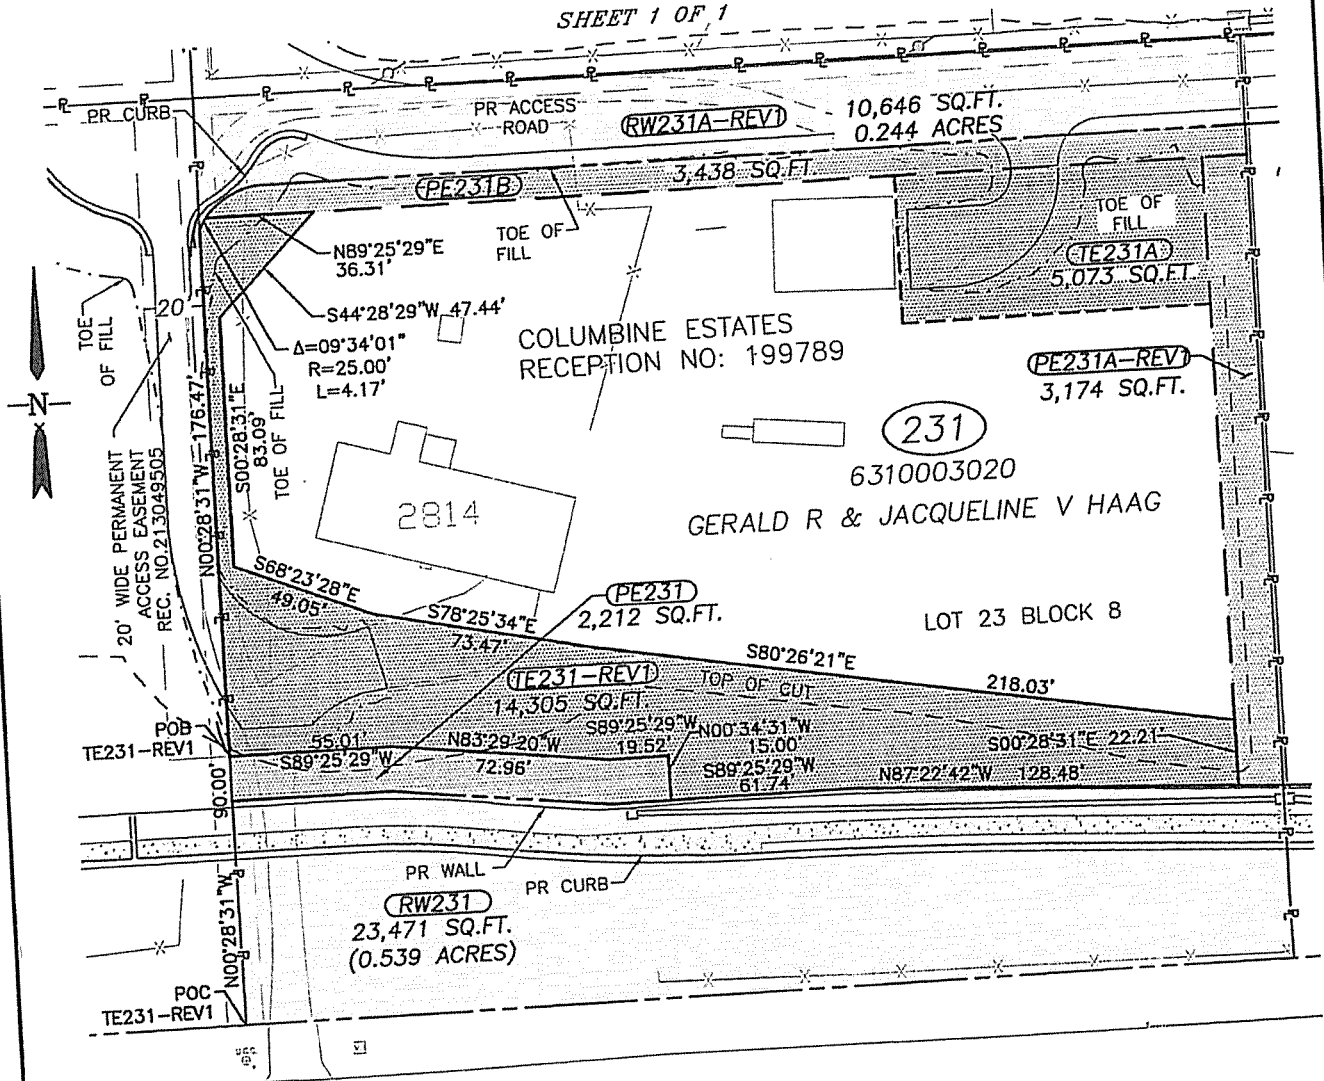 SHEET 1 OF 1
PR CURB
PR ACCESS
ROAD
RW231A-REV1
10,646 SQ.FT.
0.244 ACRES
PE231B
3,438 SQ.FT.
TOE OF
FILL
N89°25'29"E
36.31'
S44°28'29"W 47.44'
Δ=09°34'01"
R=25.00'
L=4.17'
TOE OF
FILL
TE231A
5,073 SQ.FT.
COLUMBINE ESTATES
RECEPTION NO: 199789
PE231A-REV1
3,174 SQ.FT.
TOE
OF FILL
20'
N
N00°28'31"W 176.47'
S00°28'31"E
83.09'
TOE OF FILL
20' WIDE PERMANENT
ACCESS EASEMENT
REC. NO.213049505
231
6310003020
GERALD R & JACQUELINE V HAAG
2814
LOT 23 BLOCK 8
S68°23'28"E
49.05'
S78°25'34"E
73.47'
PE231
2,212 SQ.FT.
S80°26'21"E
218.03'
TE231-REV1
14,305 SQ.FT.
TOP OF CUT
POB
TE231-REV1
55.01'
S89°25'29"W
N83°29'20"W
72.96'
S89°25'29"W
19.52'
N00°34'31"W
15.00'
S89°25'29"W
61.74'
N87°22'42"W 128.48'
S00°28'31"E 22.21'
90.00'
N00°28'31"W
PR WALL
PR CURB
RW231
23,471 SQ.FT.
(0.539 ACRES)
POC
TE231-REV1